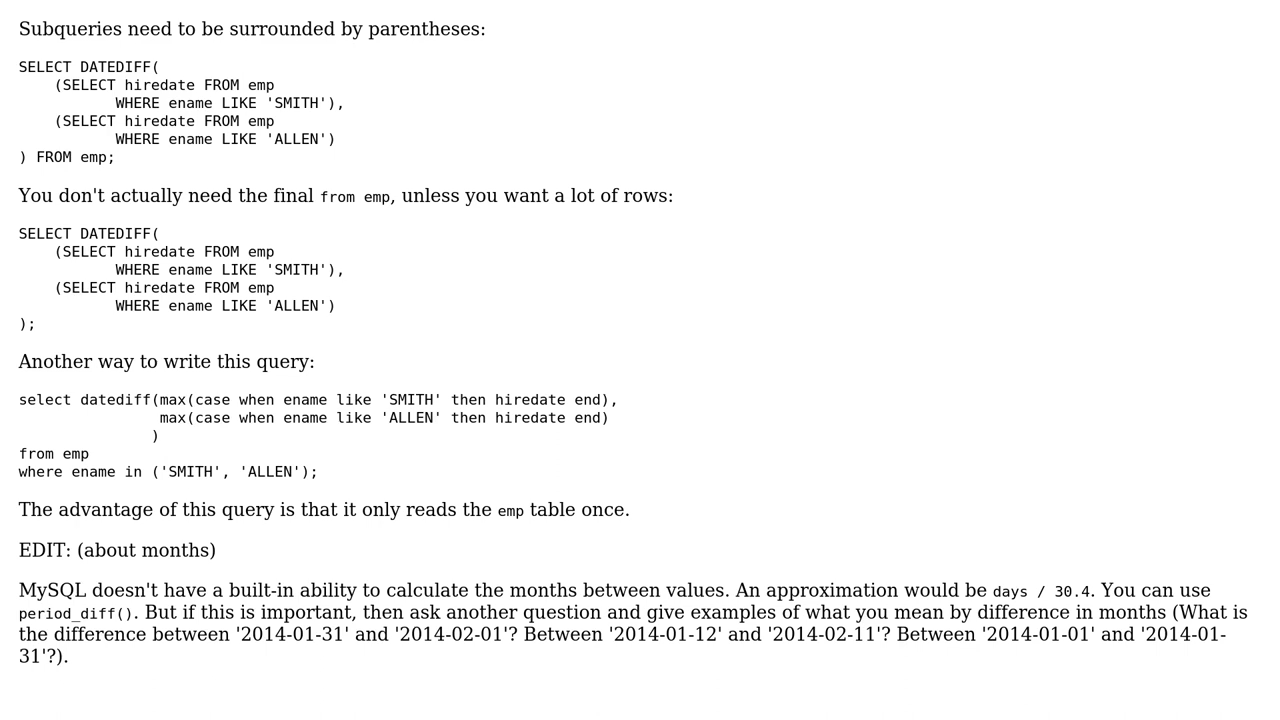 Subqueries need to be surrounded by parentheses:
SELECT DATEDIFF(
    (SELECT hiredate FROM emp
           WHERE ename LIKE 'SMITH'),
    (SELECT hiredate FROM emp
           WHERE ename LIKE 'ALLEN')
) FROM emp;
You don't actually need the final from emp, unless you want a lot of rows:
SELECT DATEDIFF(
    (SELECT hiredate FROM emp
           WHERE ename LIKE 'SMITH'),
    (SELECT hiredate FROM emp
           WHERE ename LIKE 'ALLEN')
);
Another way to write this query:
select datediff(max(case when ename like 'SMITH' then hiredate end),
                max(case when ename like 'ALLEN' then hiredate end)
               )
from emp
where ename in ('SMITH', 'ALLEN');
The advantage of this query is that it only reads the emp table once.
EDIT: (about months)
MySQL doesn't have a built-in ability to calculate the months between values. An approximation would be days / 30.4. You can use
period_diff(). But if this is important, then ask another question and give examples of what you mean by difference in months (What is
the difference between '2014-01-31' and '2014-02-01'? Between '2014-01-12' and '2014-02-11'? Between '2014-01-01' and '2014-01-
31'?).